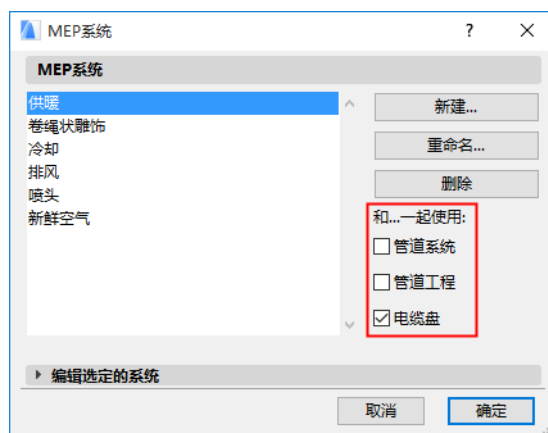 MEP系统
MEP系统
供暖
卷绳状雕饰
冷却
排风
喷头
新鲜空气
新建...
重命名...
删除
和...一起使用:
管道系统
管道工程
电缆盘
编辑选定的系统
取消
确定